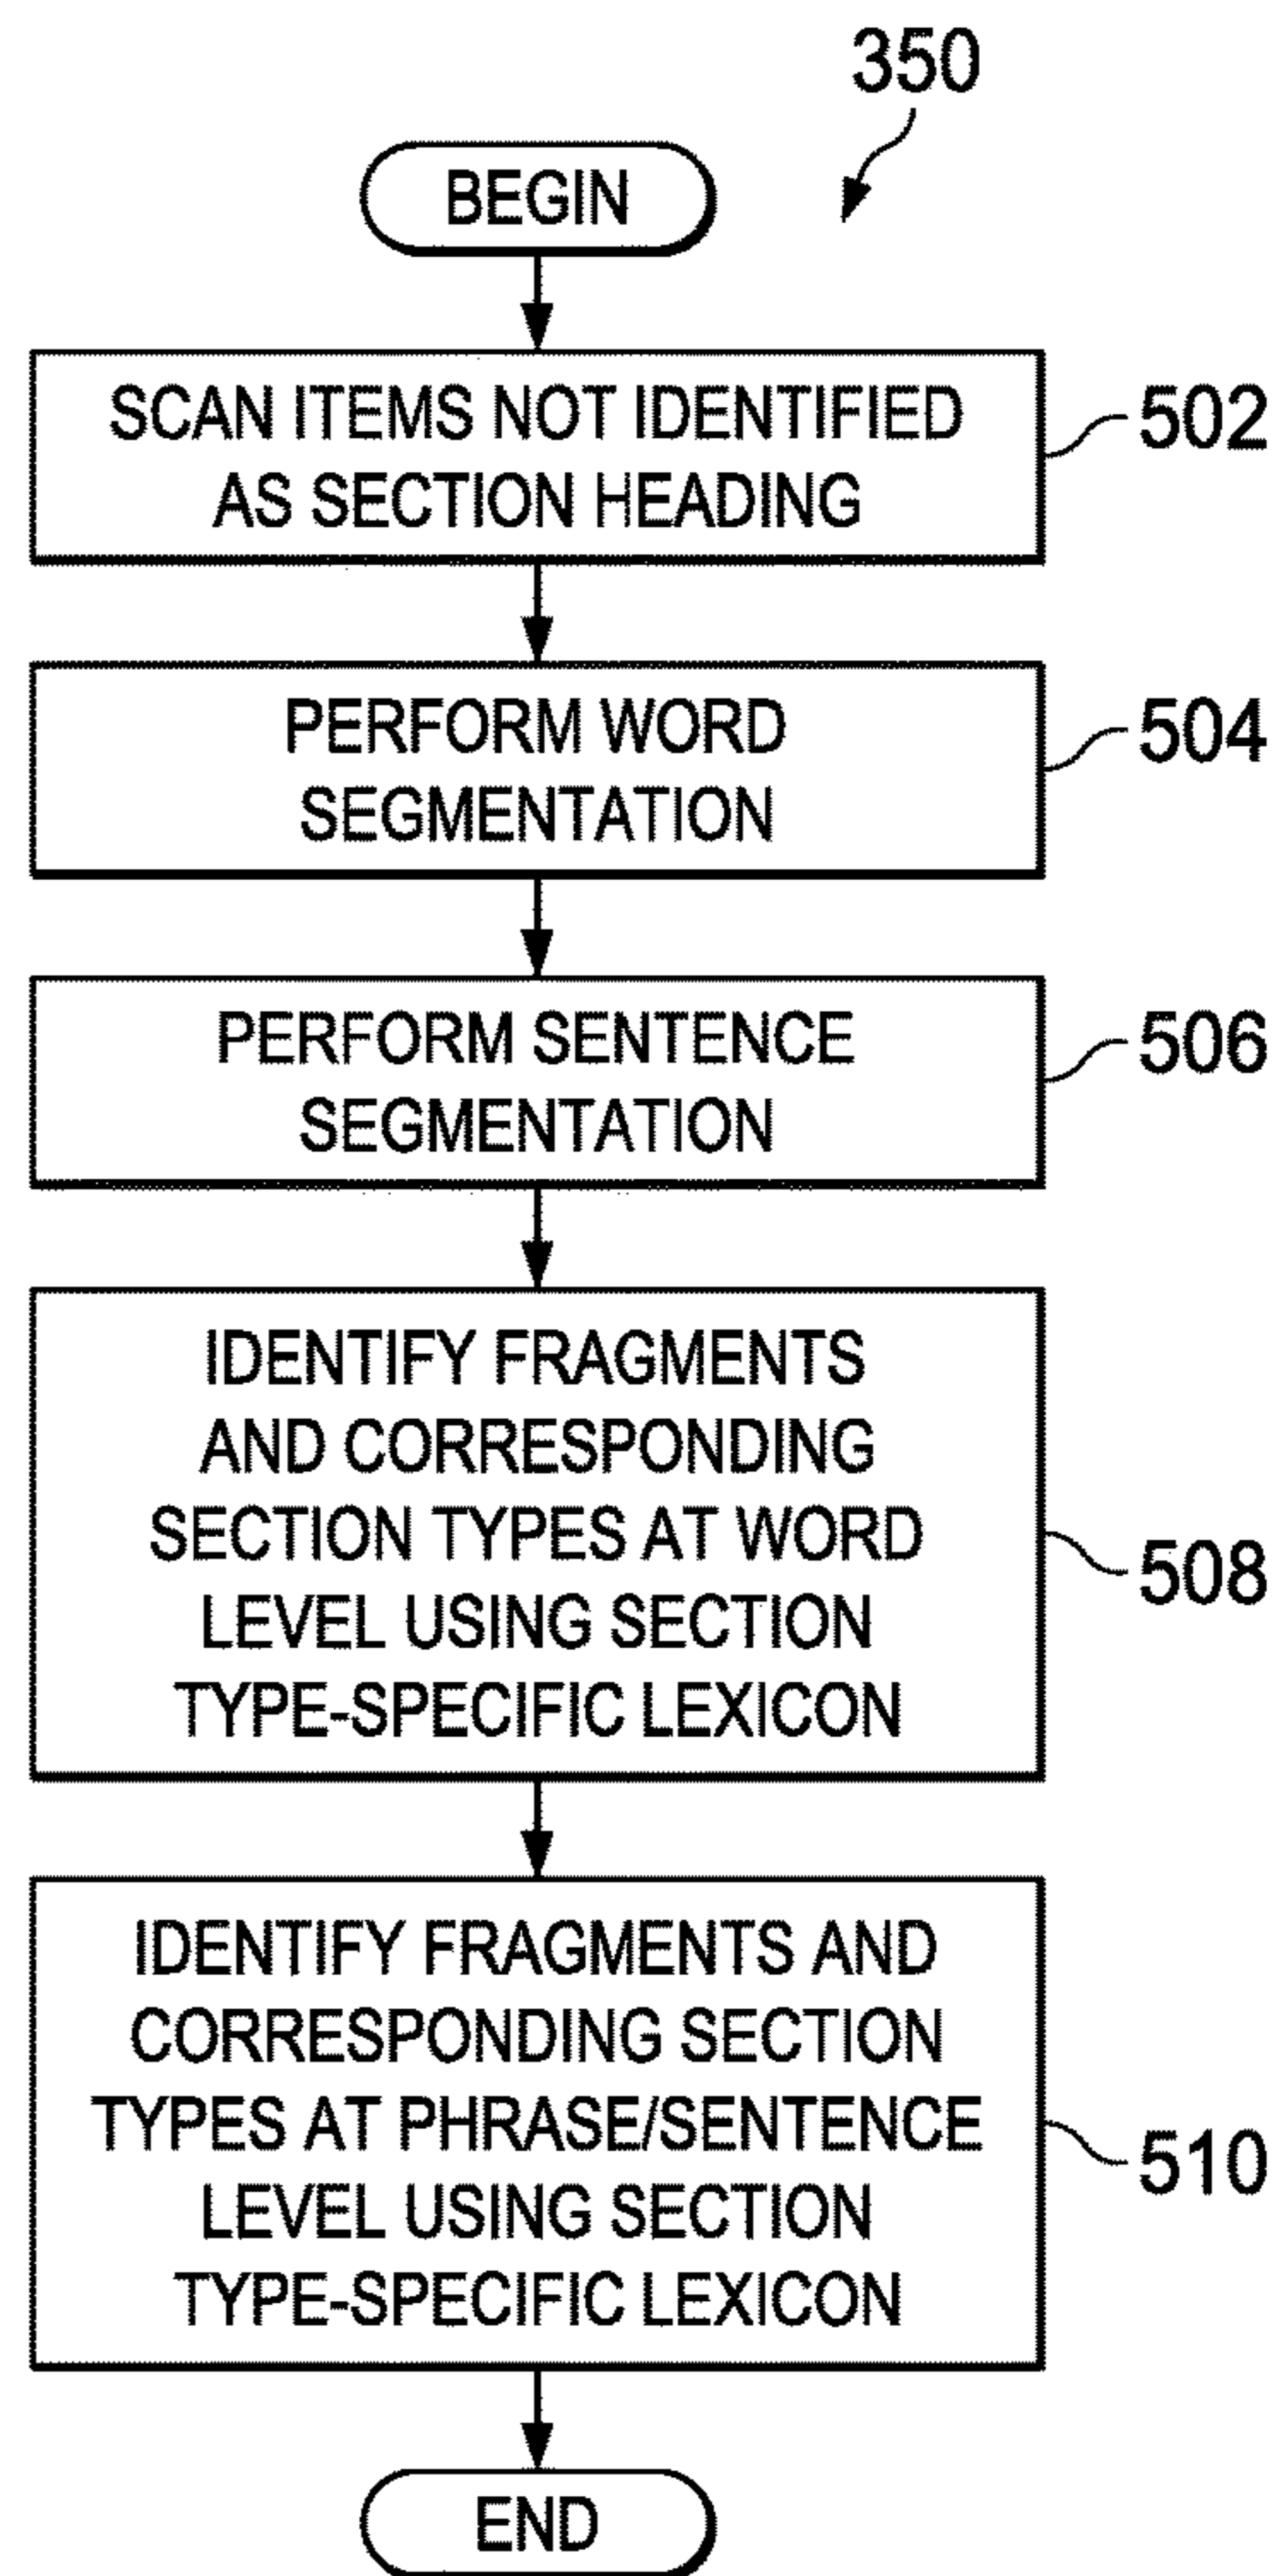 350
BEGIN
SCAN ITEMS NOT IDENTIFIED
AS SECTION HEADING
502
PERFORM WORD
SEGMENTATION
504
PERFORM SENTENCE
SEGMENTATION
506
IDENTIFY FRAGMENTS
AND CORRESPONDING
SECTION TYPES AT WORD
LEVEL USING SECTION
TYPE-SPECIFIC LEXICON
508
IDENTIFY FRAGMENTS AND
CORRESPONDING SECTION
TYPES AT PHRASE/SENTENCE
LEVEL USING SECTION
TYPE-SPECIFIC LEXICON
510
END